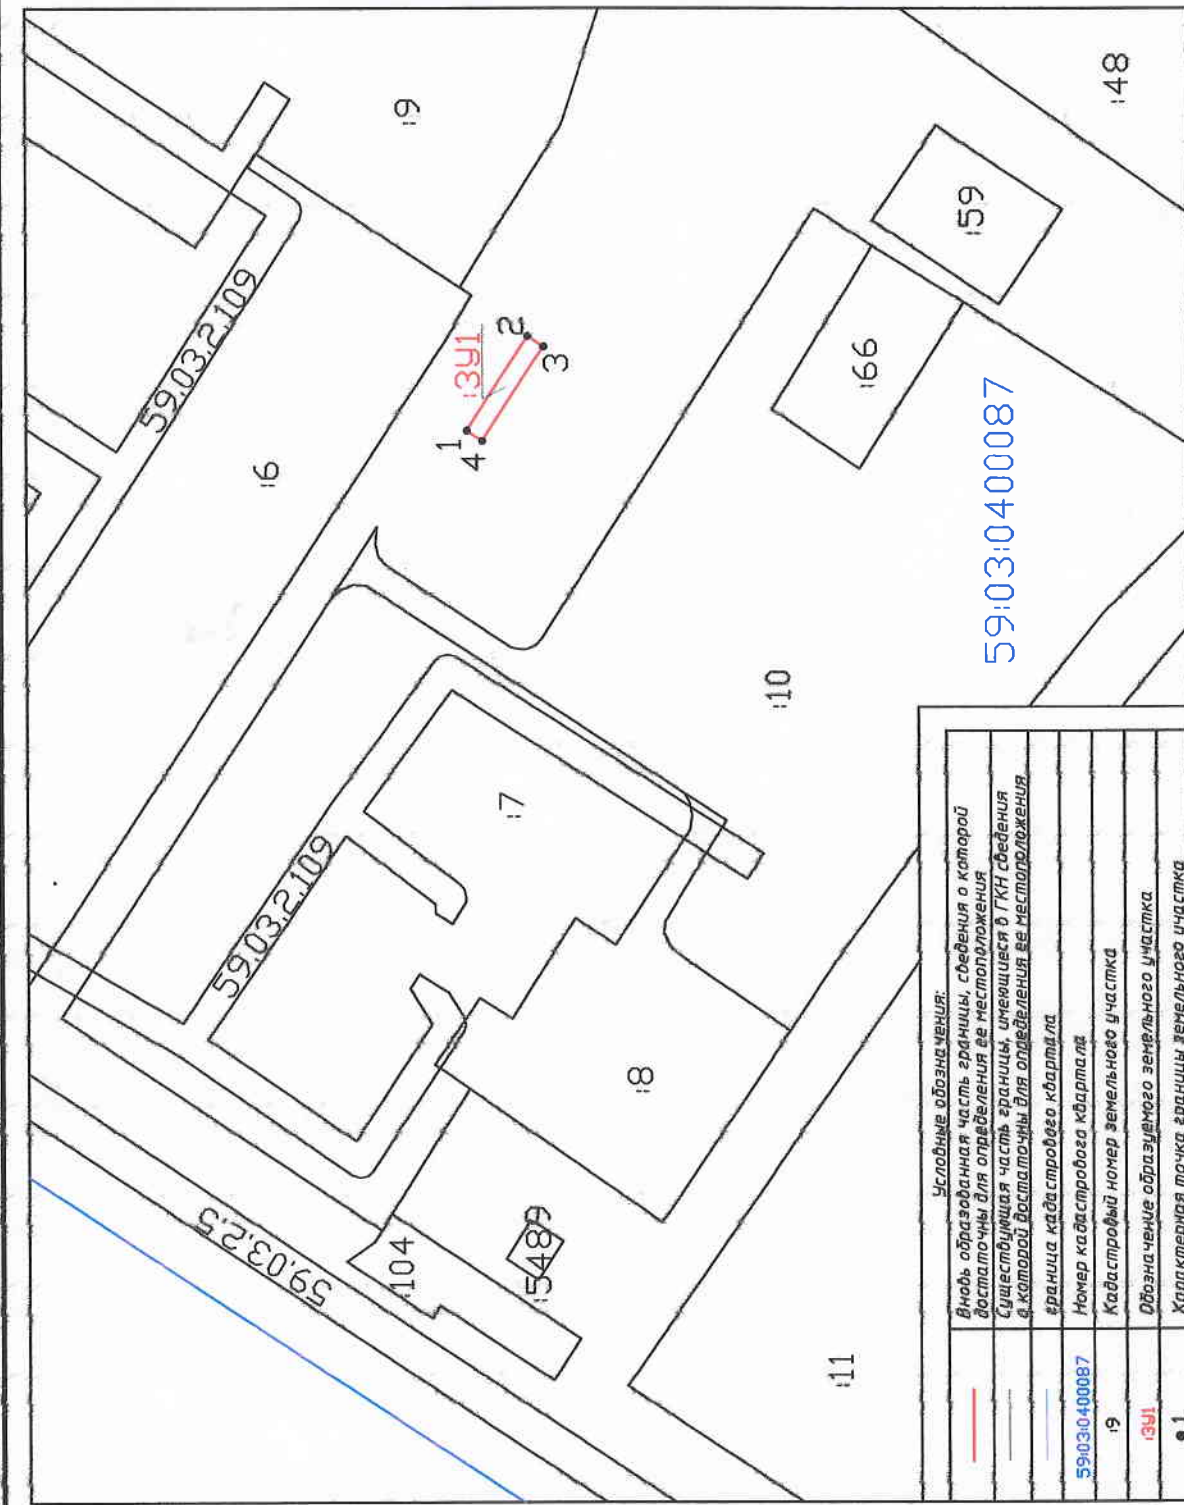 :9
:48
59.03.2.109
:6
:ЗУ1
1
2
3
4
:59
:66
59:03:0400087
:10
:7
59.03.2.109
:8
59.03.2.5
:104
:5489
:11
Условные обозначения:
Вновь образованная часть границы, сведения о которой
достаточны для определения ее местоположения
Существующая часть границы, имеющиеся в ГКН сведения
о которой достаточны для определения ее местоположения
граница кадастрового квартала
59:03:0400087 Номер кадастрового квартала
:9 Кадастровый номер земельного участка
:ЗУ1 Обозначение образуемого земельного участка
1 Характерная точка границы земельного участка